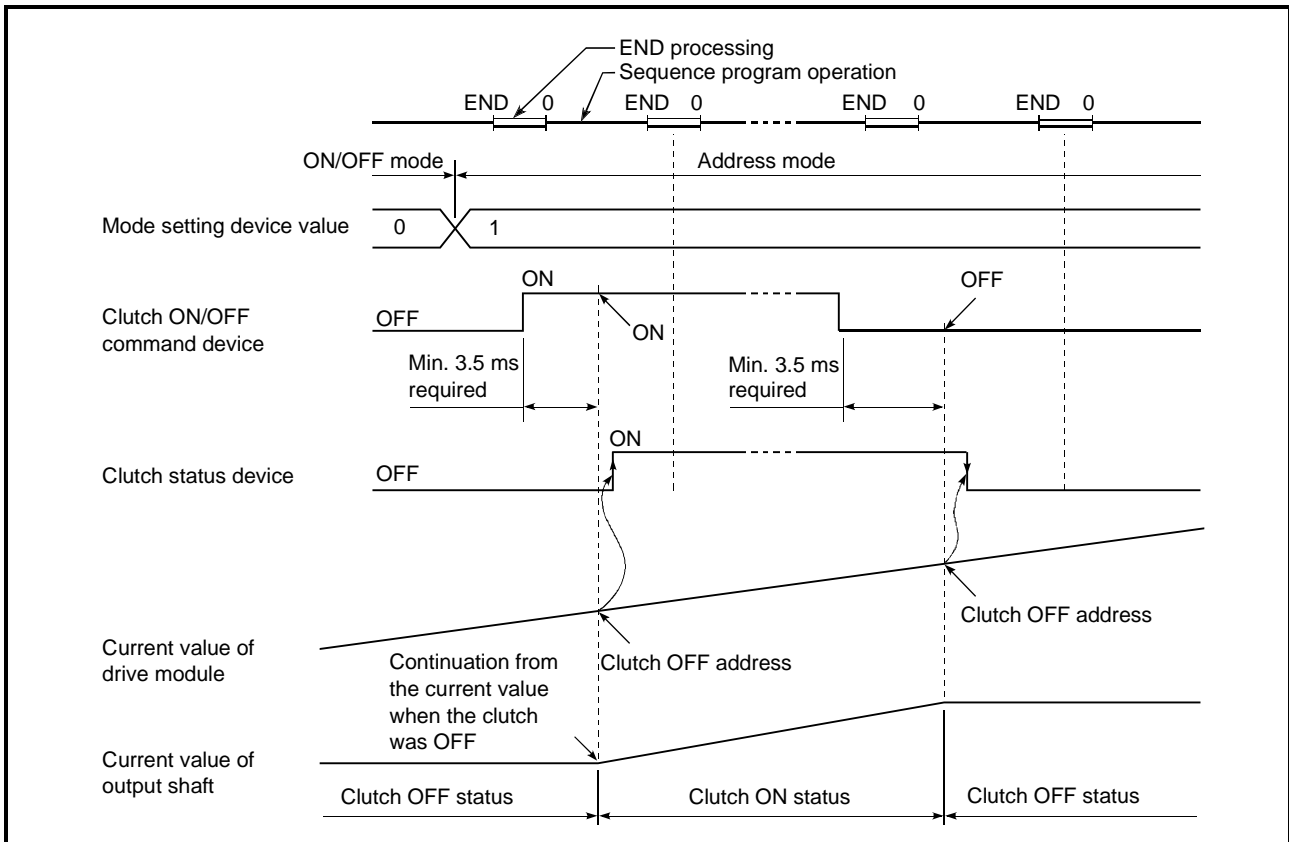 END processing
Sequence program operation
END 0 END 0 END 0 END 0
ON/OFF mode Address mode
Mode setting device value 0 1
ON OFF
Clutch ON/OFF
command device
OFF
ON
Min. 3.5 ms
required
Min. 3.5 ms
required
ON
Clutch status device OFF
Clutch OFF address
Current value of
drive module
Clutch OFF address
Continuation from
the current value
when the clutch
was OFF
Current value of
output shaft
Clutch OFF status Clutch ON status Clutch OFF status